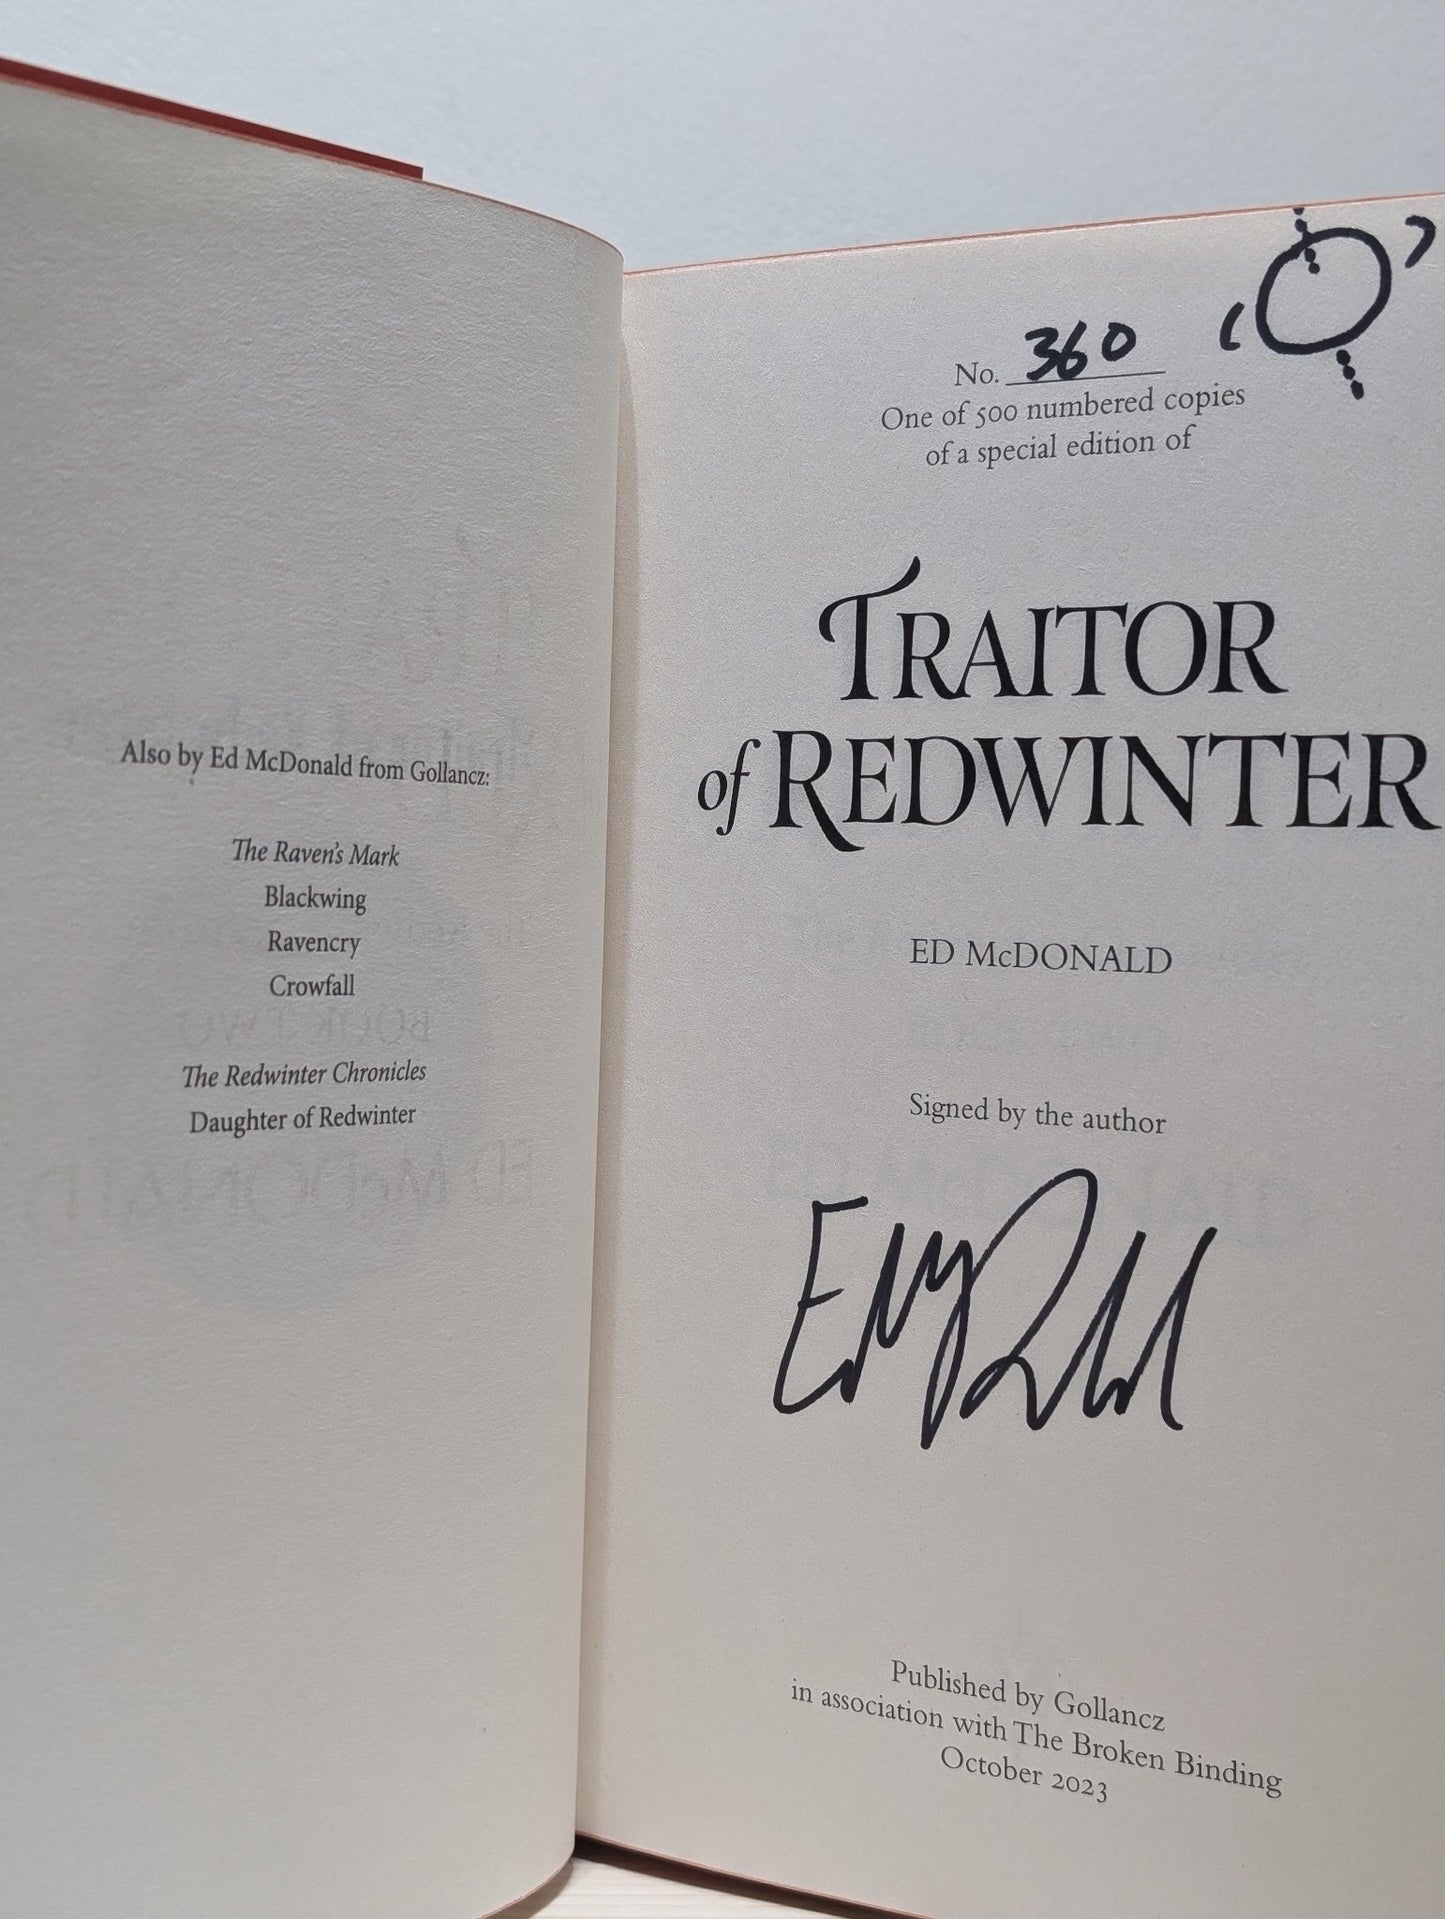 Also by Ed McDonald from Gollancz:
The Raven's Mark
Blackwing
Ravencry
Crowfall
The Redwinter Chronicles
Daughter of Redwinter
No. 360
One of 500 numbered copies
of a special edition of
TRAITOR
of REDWINTER
ED McDONALD
Signed by the author
Published by Gollancz
in association with The Broken Binding
October 2023